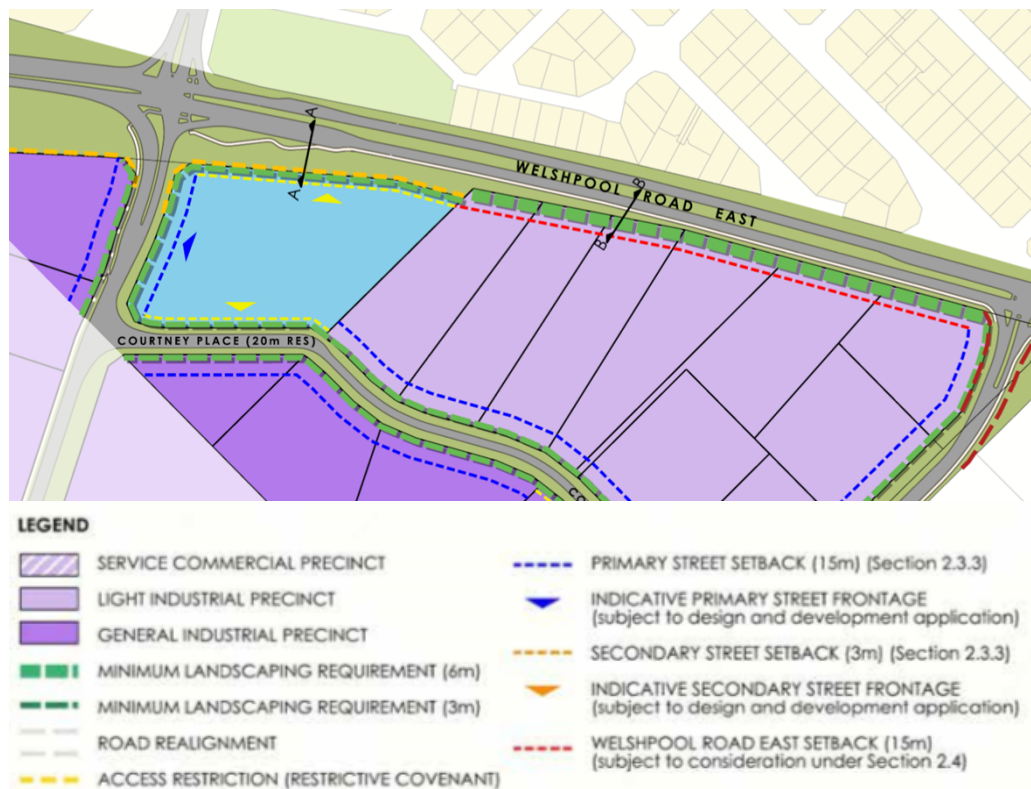 A
A
WELSHPOOL ROAD EAST
B
B
COURTNEY PLACE (20m RES)
CO
LEGEND
SERVICE COMMERCIAL PRECINCT
LIGHT INDUSTRIAL PRECINCT
GENERAL INDUSTRIAL PRECINCT
MINIMUM LANDSCAPING REQUIREMENT (6m)
MINIMUM LANDSCAPING REQUIREMENT (3m)
ROAD REALIGNMENT
ACCESS RESTRICTION (RESTRICTIVE COVENANT)
PRIMARY STREET SETBACK (15m) (Section 2.3.3)
INDICATIVE PRIMARY STREET FRONTAGE
(subject to design and development application)
SECONDARY STREET SETBACK (3m) (Section 2.3.3)
INDICATIVE SECONDARY STREET FRONTAGE
(subject to design and development application)
WELSHPOOL ROAD EAST SETBACK (15m)
(subject to consideration under Section 2.4)